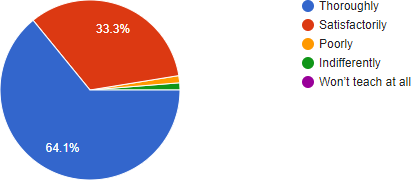 33.3%
64.1%
Thoroughly
Satisfactorily
Poorly
Indifferently
Won't teach at all